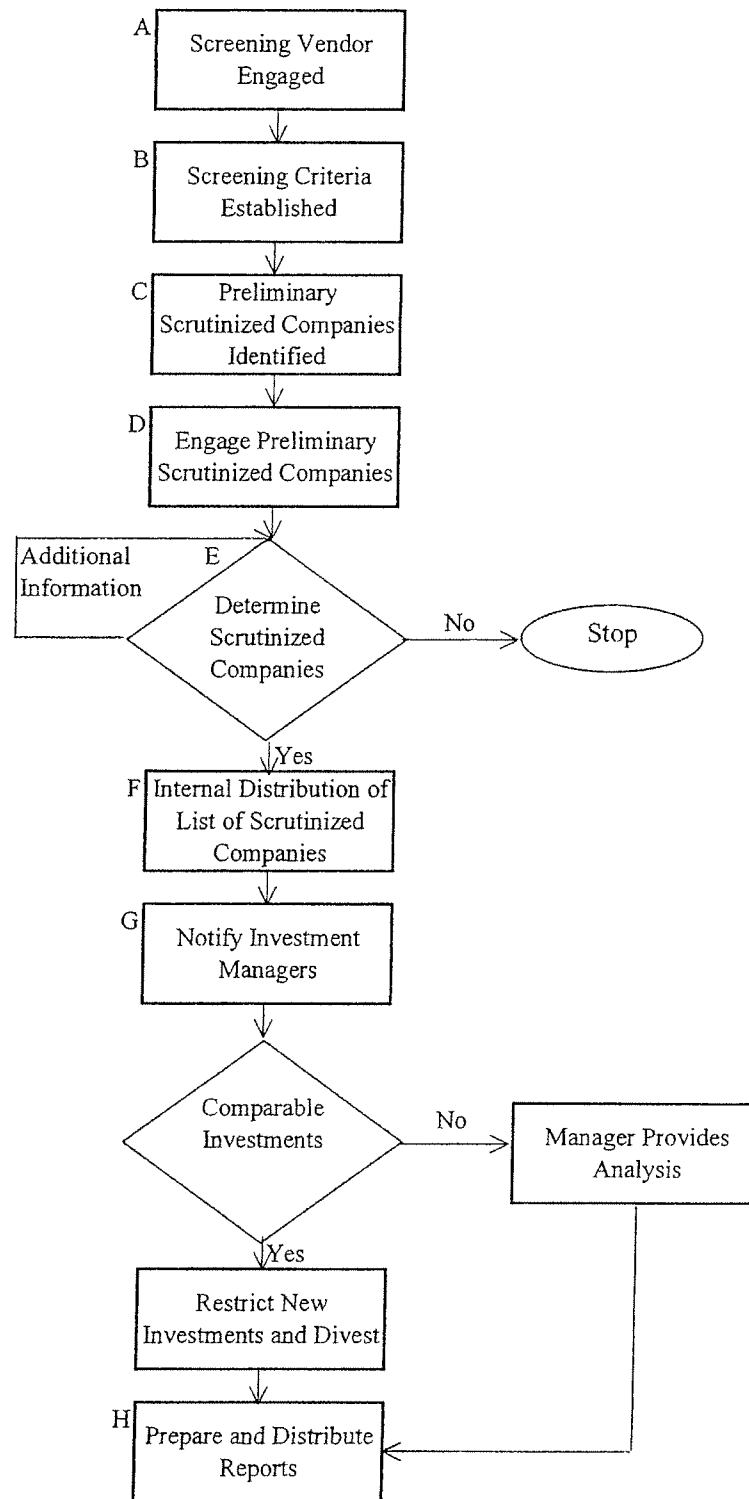 A
Screening Vendor
Engaged
B
Screening Criteria
Established
C
Preliminary
Scrutinized Companies
Identified
D
Engage Preliminary
Scrutinized Companies
Additional
Information
E
Determine
Scrutinized
Companies
No
Stop
Yes
F
Internal Distribution of
List of Scrutinized
Companies
G
Notify Investment
Managers
Comparable
Investments
No
Manager Provides
Analysis
Yes
Restrict New
Investments and Divest
H
Prepare and Distribute
Reports